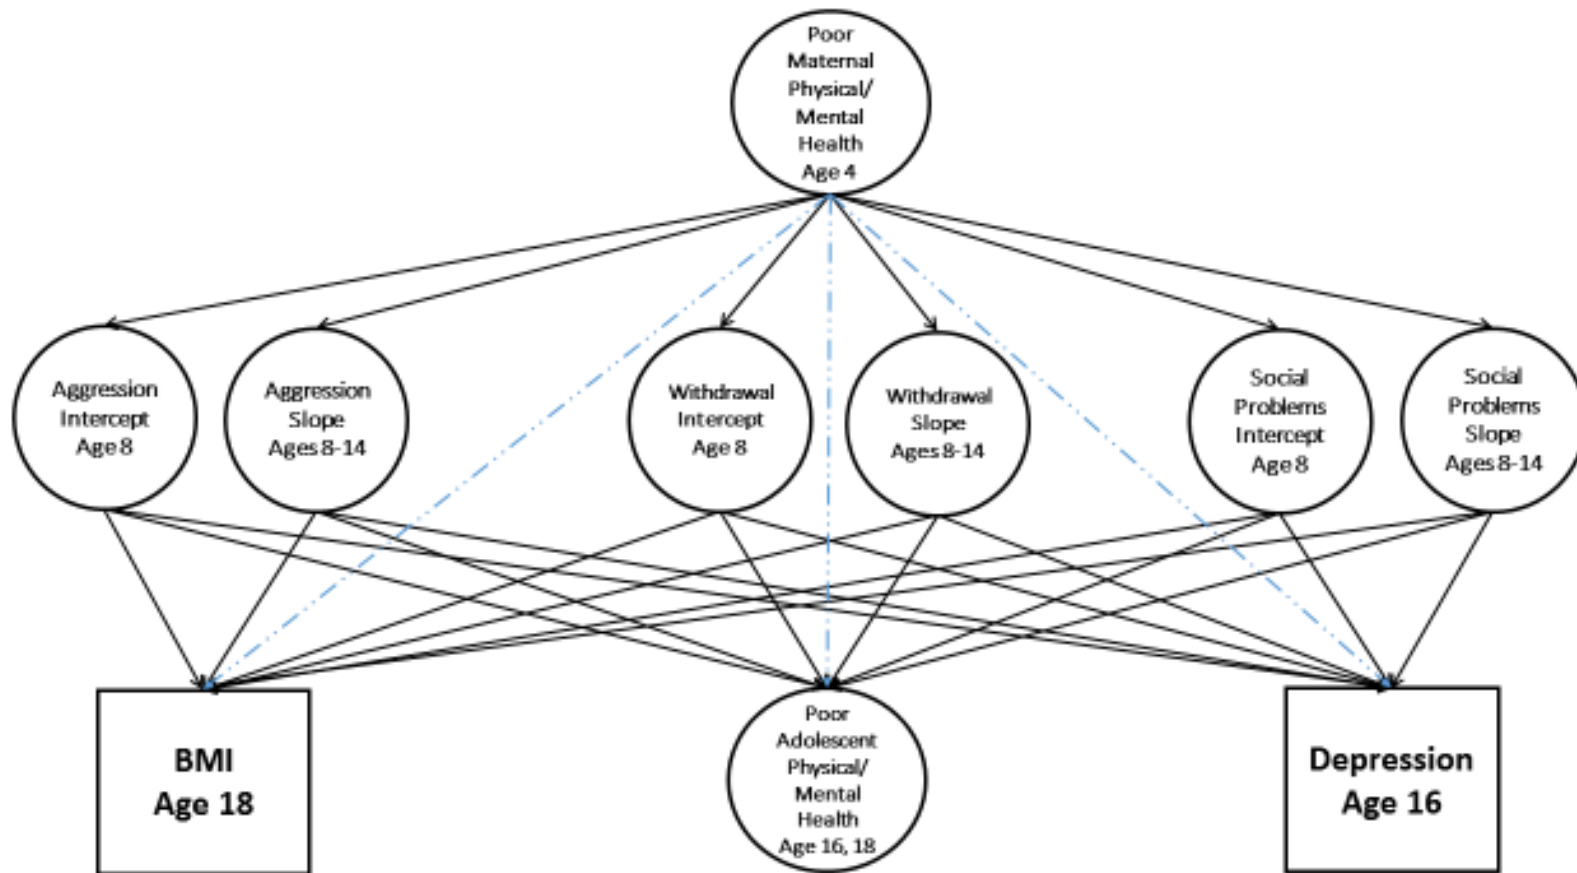 Poor
Maternal
Physical/
Mental
Health
Age 4
Aggression
Intercept
Age 8
Aggression
Slope
Ages 8-14
Withdrawal
Intercept
Age 8
Withdrawal
Slope
Ages 8-14
Social
Problems
Intercept
Age 8
Social
Problems
Slope
Ages 8-14
BMI
Age 18
Poor
Adolescent
Physical/
Mental
Health
Age 16, 18
Depression
Age 16